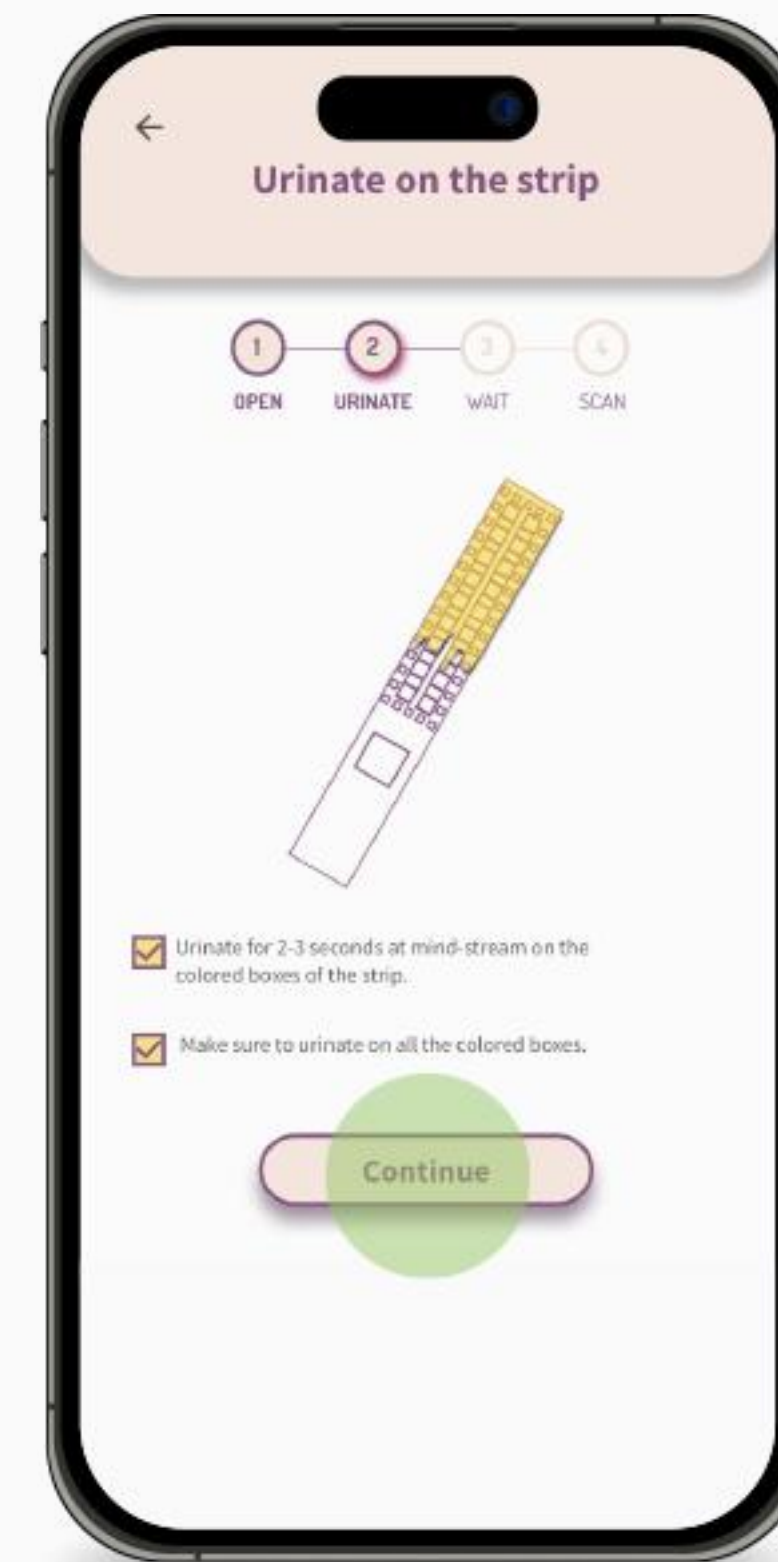 Urinate on the strip
1 2 3 4
OPEN URINATE WAIT SCAN
Urinate for 2-3 seconds at mind-stream on the
colored boxes of the strip.
Make sure to urinate on all the colored boxes.
Continue